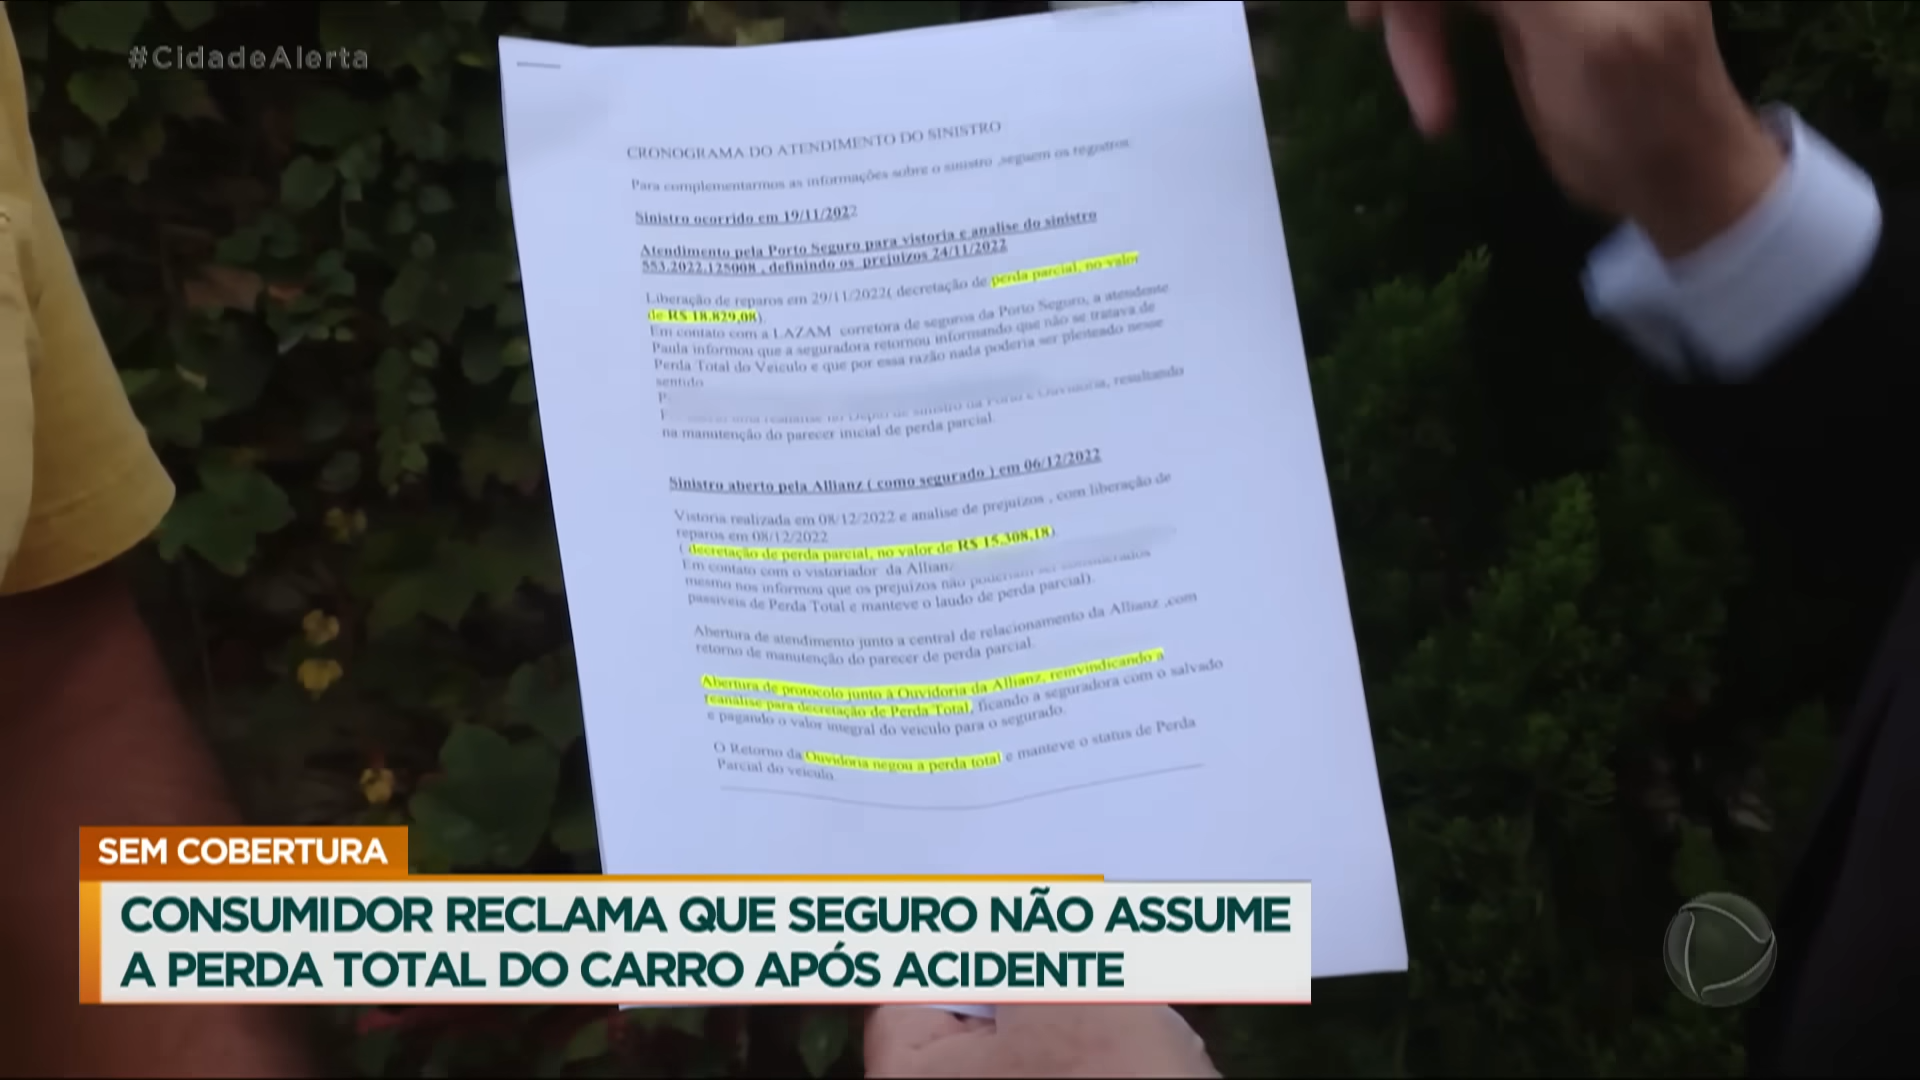 #CidadeAlerta
CRONOGRAMA DO ATENDIMENTO DO SINISTRO
Para complementarmos as informações sobre o sinistro ,seguem os registros
Sinistro ocorrido em 19/11/2022
Atendimento pela Porto Seguro para vistoria e analise do sinistro
553.2022.125008 , definindo os prejuizos 24/11/2022
Liberação de reparos em 29/11/2022( decretação de perda parcial, no valor
de R$ 18.829,08).
Em contato com a LAZAM corretora de seguros da Porto Seguro, a atendente
Paula informou que a seguradora retornou informando que não se tratava de
Perda Total do Veiculo e que por essa razão nada poderia ser pleiteado nesse
sentido
na manutenção do parecer inicial de perda parcial.
Sinistro aberto pela Allianz ( como segurado ) em 06/12/2022
Vistoria realizada em 08/12/2022 e analise de prejuizos , com liberação de
reparos em 08/12/2022
( decretação de perda parcial, no valor de R$ 15.308,18)
Em contato com o vistoriador da Allian
mesmo nos informou que os prejuizos não poderiam ser considerados
passiveis de Perda Total e manteve o laudo de perda parcial).
Abertura de atendimento junto a central de relacionamento da Allianz ,com
retorno de manutenção do parecer de perda parcial.
Abertura de protocolo junto à Ouvidoria da Allianz, reinvindicando a
reanalise para decretação de Perda Total, ficando a seguradora com o salvado
e pagando o valor integral do veiculo para o segurado.
O Retorno da Ouvidoria negou a perda total e manteve o status de Perda
Parcial do veiculo
SEM COBERTURA
CONSUMIDOR RECLAMA QUE SEGURO NÃO ASSUME
A PERDA TOTAL DO CARRO APÓS ACIDENTE